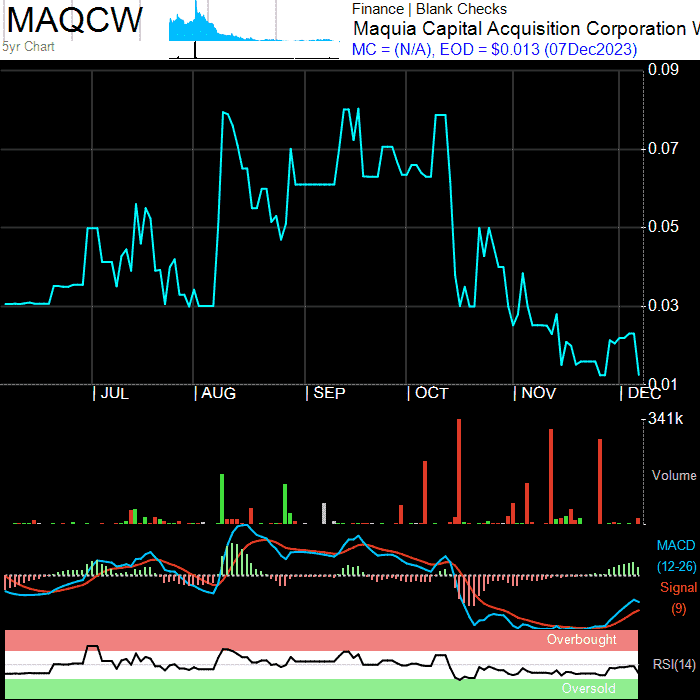 MAQCW
5yr Chart
Finance | Blank Checks
Maquia Capital Acquisition Corporation W
MC = (N/A), EOD = $0.013 (07Dec2023)
0.09
0.07
0.05
0.03
0.01
JUL AUG SEP OCT NOV DEC
341k
Volume
MACD
(12-26)
Signal
(9)
Overbought
RSI(14)
Oversold